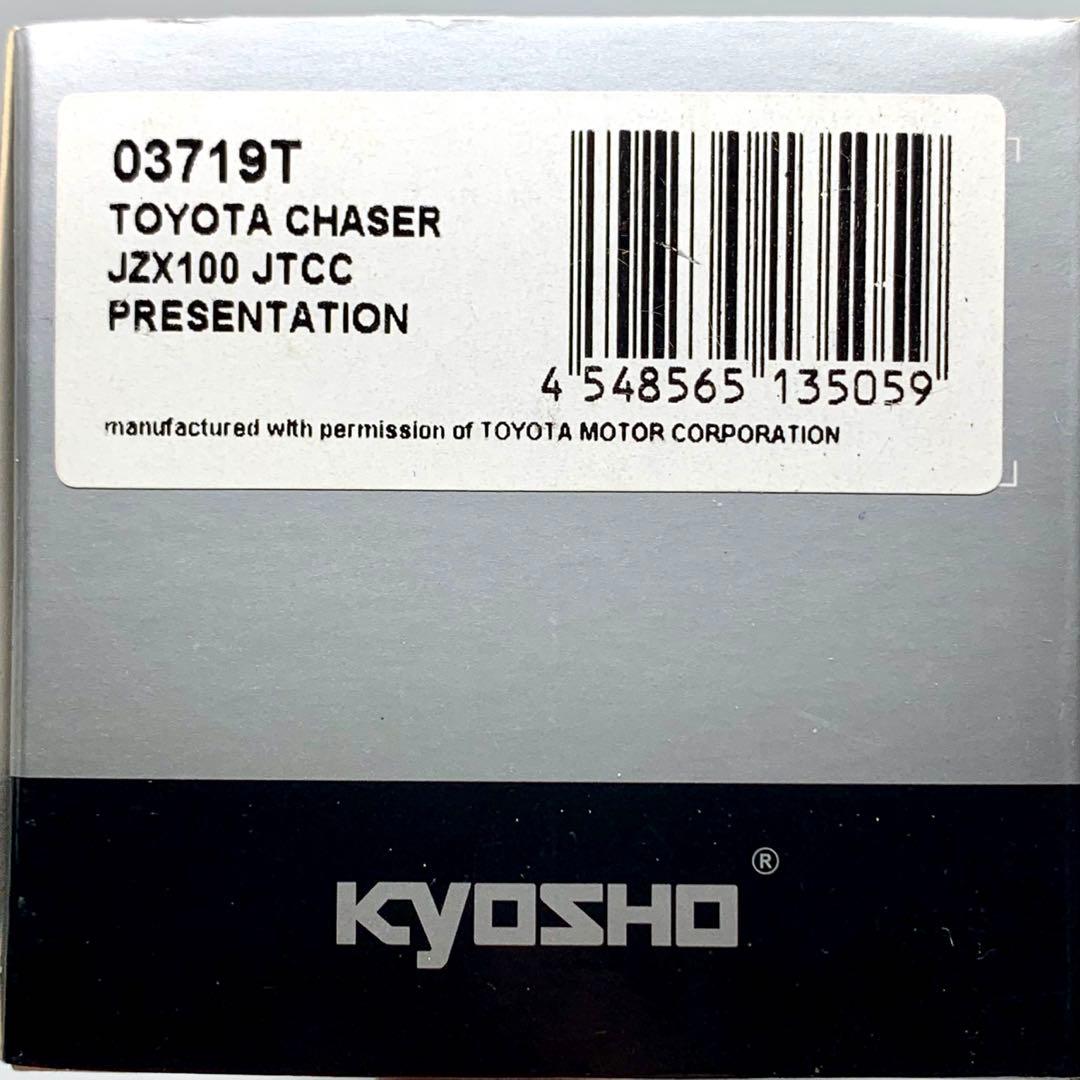 03719T
TOYOTA CHASER
JZX100 JTCC
PRESENTATION
4 548565 135059
manufactured with permission of TOYOTA MOTOR CORPORATION
KYOSHO®